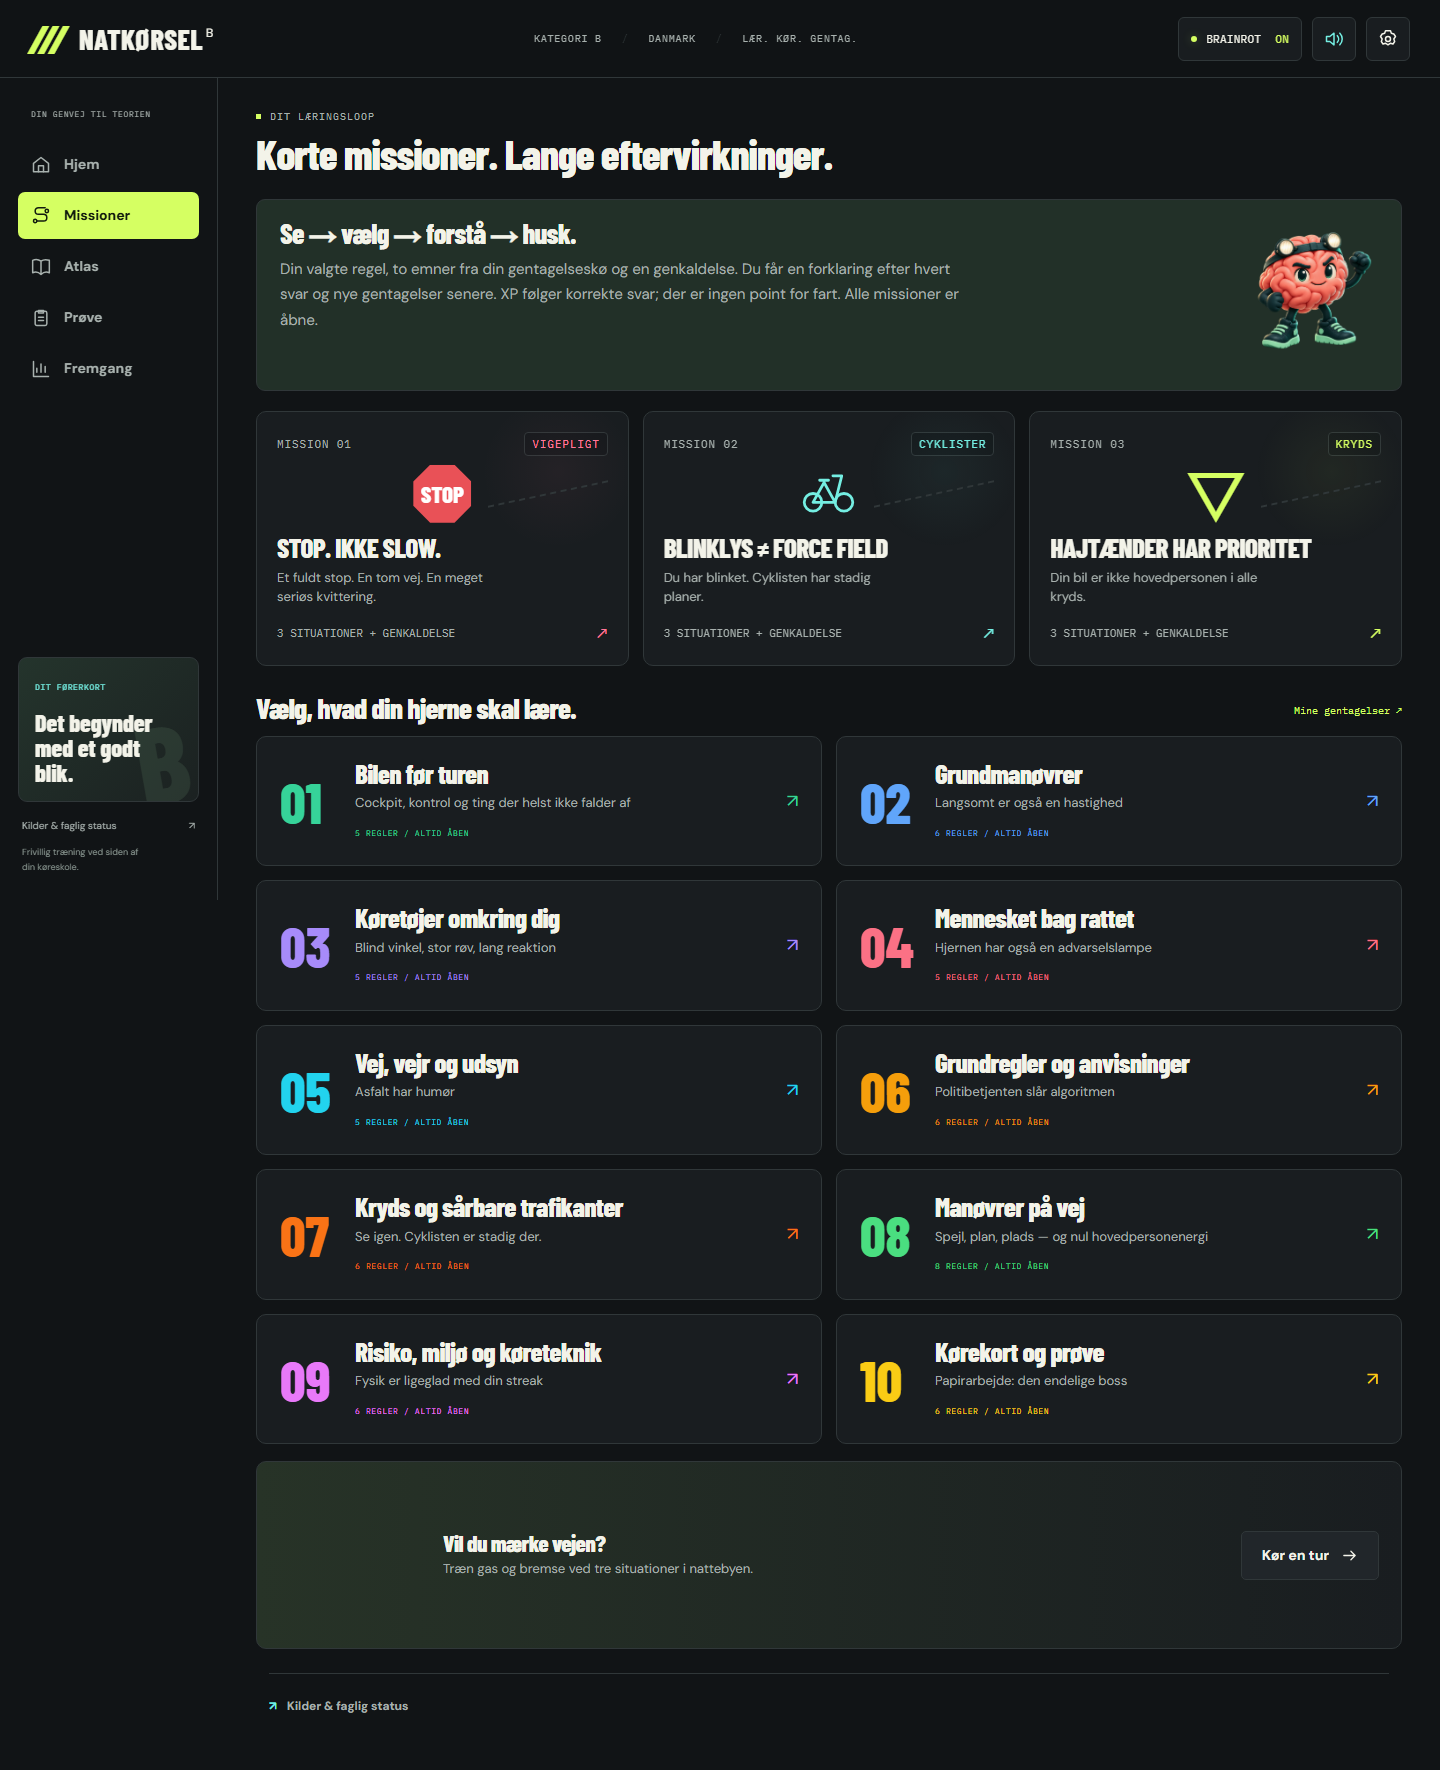 NATKØRSEL B
KATEGORI B / DANMARK / LÆR. KØR. GENTAG.
BRAINROT ON
DIN GENVEJ TIL TEORIEN
Hjem
Missioner
Atlas
Prøve
Fremgang
DIT FØRERKORT
Det begynder
med et godt
blik.
B
Kilder & faglig status ↗
Frivillig træning ved siden af
din køreskole.
DIT LÆRINGSLOOP
Korte missioner. Lange eftervirkninger.
Se → vælg → forstå → husk.
Din valgte regel, to emner fra din gentagelseskø og en genkaldelse. Du får en forklaring efter hvert
svar og nye gentagelser senere. XP følger korrekte svar; der er ingen point for fart. Alle missioner er
åbne.
MISSION 01
VIGEPLIGT
STOP
STOP. IKKE SLOW.
Et fuldt stop. En tom vej. En meget
seriøs kvittering.
3 SITUATIONER + GENKALDELSE ↗
MISSION 02
CYKLISTER
BLINKLYS ≠ FORCE FIELD
Du har blinket. Cyklisten har stadig
planer.
3 SITUATIONER + GENKALDELSE ↗
MISSION 03
KRYDS
HAJTÆNDER HAR PRIORITET
Din bil er ikke hovedpersonen i alle
kryds.
3 SITUATIONER + GENKALDELSE ↗
Vælg, hvad din hjerne skal lære.
Mine gentagelser ↗
01
Bilen før turen
Cockpit, kontrol og ting der helst ikke falder af
5 REGLER / ALTID ÅBEN
02
Grundmanøvrer
Langsomt er også en hastighed
6 REGLER / ALTID ÅBEN
03
Køretøjer omkring dig
Blind vinkel, stor røv, lang reaktion
5 REGLER / ALTID ÅBEN
04
Mennesket bag rattet
Hjernen har også en advarselslampe
5 REGLER / ALTID ÅBEN
05
Vej, vejr og udsyn
Asfalt har humør
5 REGLER / ALTID ÅBEN
06
Grundregler og anvisninger
Politibetjenten slår algoritmen
6 REGLER / ALTID ÅBEN
07
Kryds og sårbare trafikanter
Se igen. Cyklisten er stadig der.
6 REGLER / ALTID ÅBEN
08
Manøvrer på vej
Spejl, plan, plads — og nul hovedpersonenergi
8 REGLER / ALTID ÅBEN
09
Risiko, miljø og køreteknik
Fysik er ligeglad med din streak
6 REGLER / ALTID ÅBEN
10
Kørekort og prøve
Papirarbejde: den endelige boss
6 REGLER / ALTID ÅBEN
Vil du mærke vejen?
Træn gas og bremse ved tre situationer i nattebyen.
Kør en tur →
↗ Kilder & faglig status